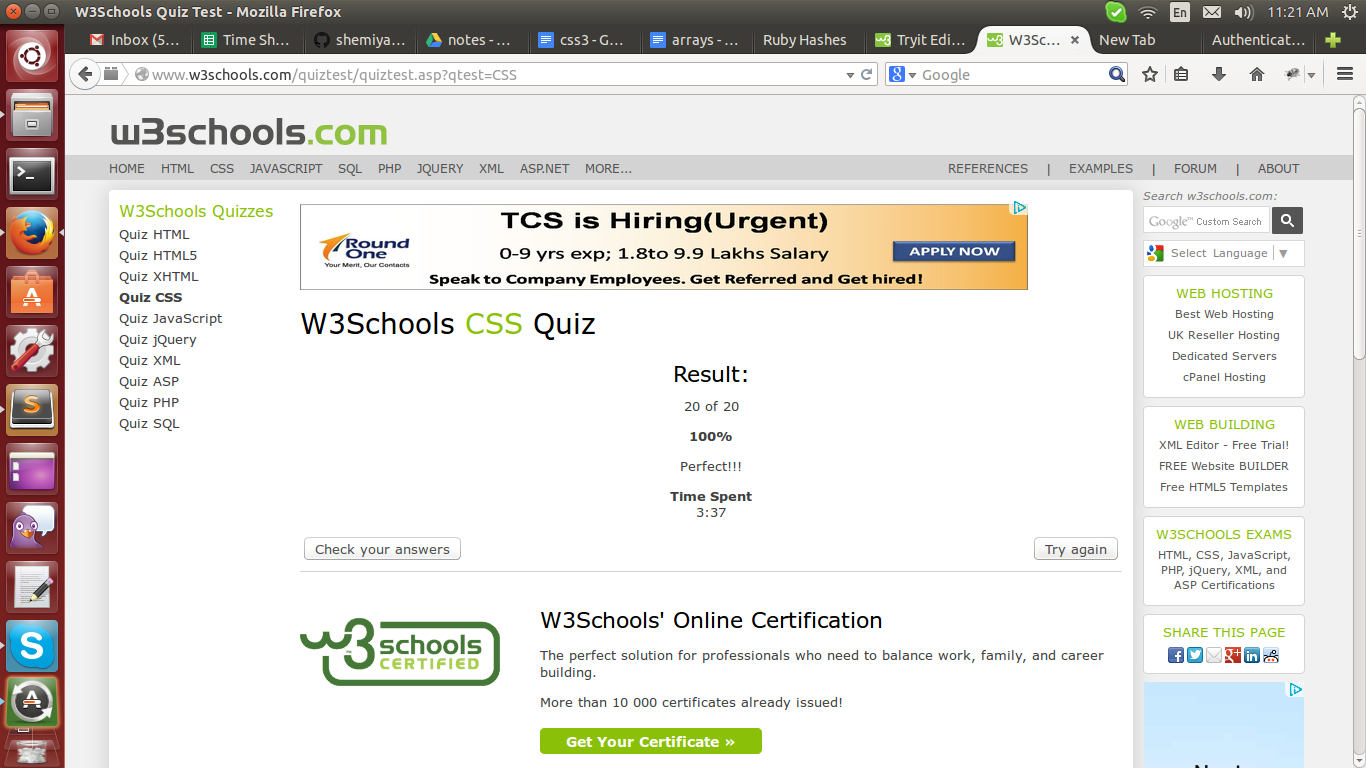 W3Schools Quiz Test - Mozilla Firefox
En
11:21 AM
Inbox (5...
Time Sh...
shemiya...
notes - ...
css3 - G...
arrays - ...
Ruby Hashes
Tryit Edi...
W3Sc...
New Tab
Authenticat...
www.w3schools.com/quiztest/quiztest.asp?qtest=CSS
Google
w3schools.com
HOME HTML CSS JAVASCRIPT SQL PHP JQUERY XML ASP.NET MORE...
REFERENCES | EXAMPLES | FORUM | ABOUT
W3Schools Quizzes
Quiz HTML
Quiz HTML5
Quiz XHTML
Quiz CSS
Quiz JavaScript
Quiz jQuery
Quiz XML
Quiz ASP
Quiz PHP
Quiz SQL
Round
One
Your Merit, Our Contacts
TCS is Hiring(Urgent)
0-9 yrs exp; 1.8to 9.9 Lakhs Salary
Speak to Company Employees. Get Referred and Get hired!
APPLY NOW
W3Schools CSS Quiz
Result:
20 of 20
100%
Perfect!!!
Time Spent
3:37
Check your answers
Try again
w3schools
CERTIFIED
W3Schools' Online Certification
The perfect solution for professionals who need to balance work, family, and career
building.
More than 10 000 certificates already issued!
Get Your Certificate »
Search w3schools.com:
Google™ Custom Search
Select Language | ▼
WEB HOSTING
Best Web Hosting
UK Reseller Hosting
Dedicated Servers
cPanel Hosting
WEB BUILDING
XML Editor - Free Trial!
FREE Website BUILDER
Free HTML5 Templates
W3SCHOOLS EXAMS
HTML, CSS, JavaScript,
PHP, jQuery, XML, and
ASP Certifications
SHARE THIS PAGE